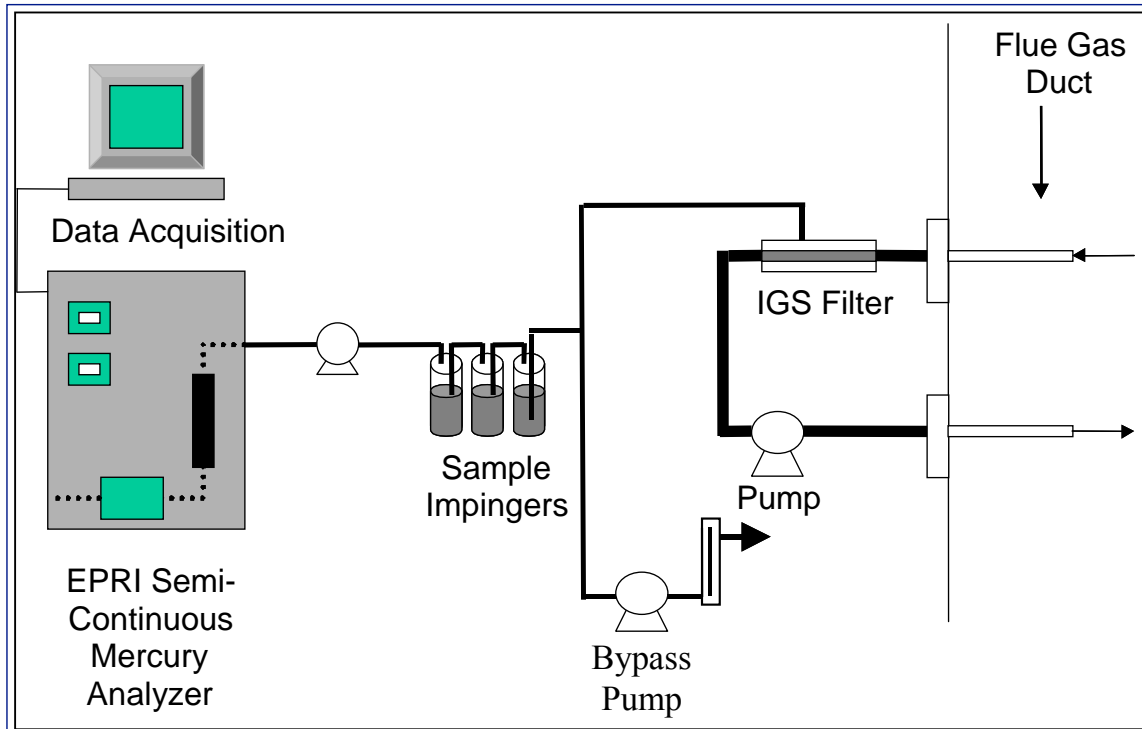 Flue Gas
Duct
Data Acquisition
IGS Filter
Sample
Impingers
Pump
EPRI Semi-
Continuous
Mercury
Analyzer
Bypass
Pump